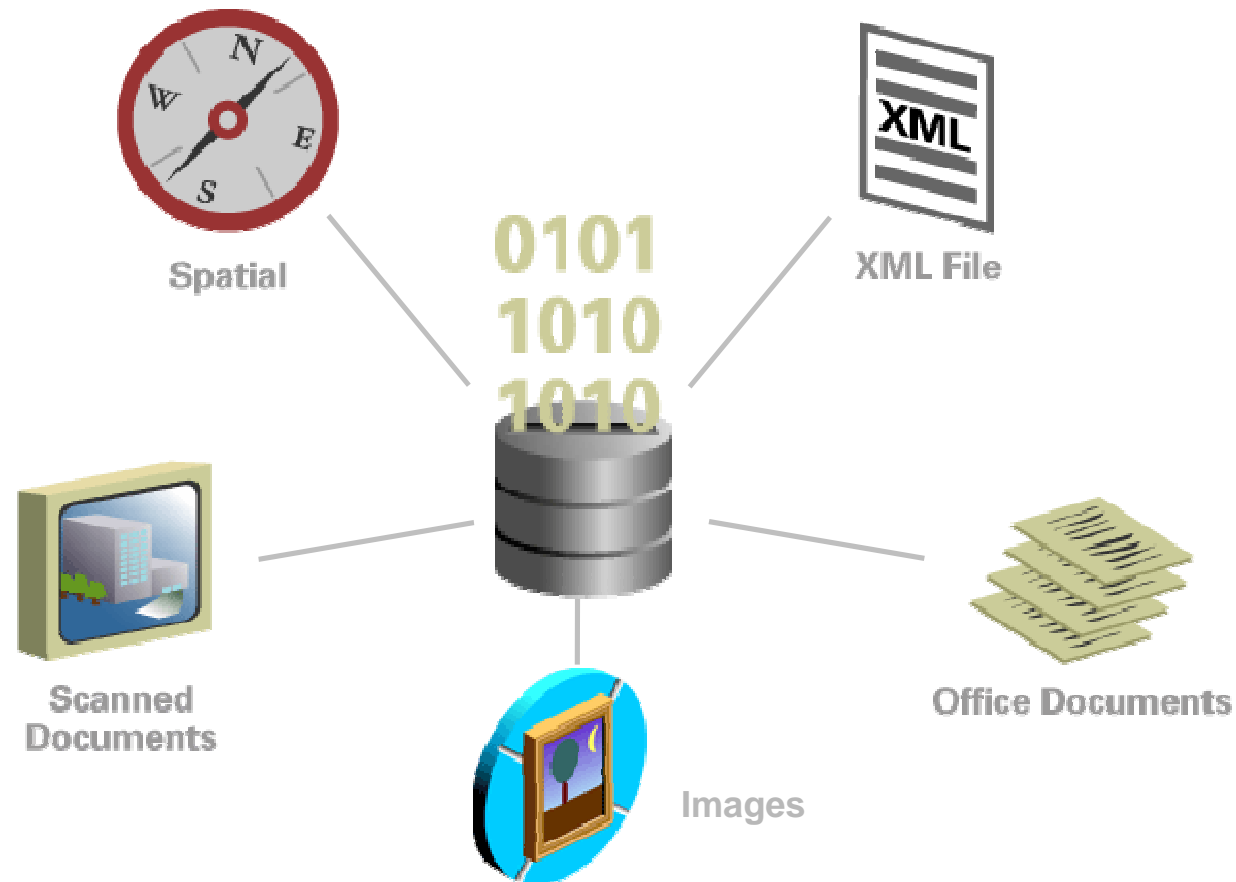 N
W
E
S
Spatial
XML
XML File
0101
1010
1010
Scanned
Documents
Office Documents
Images